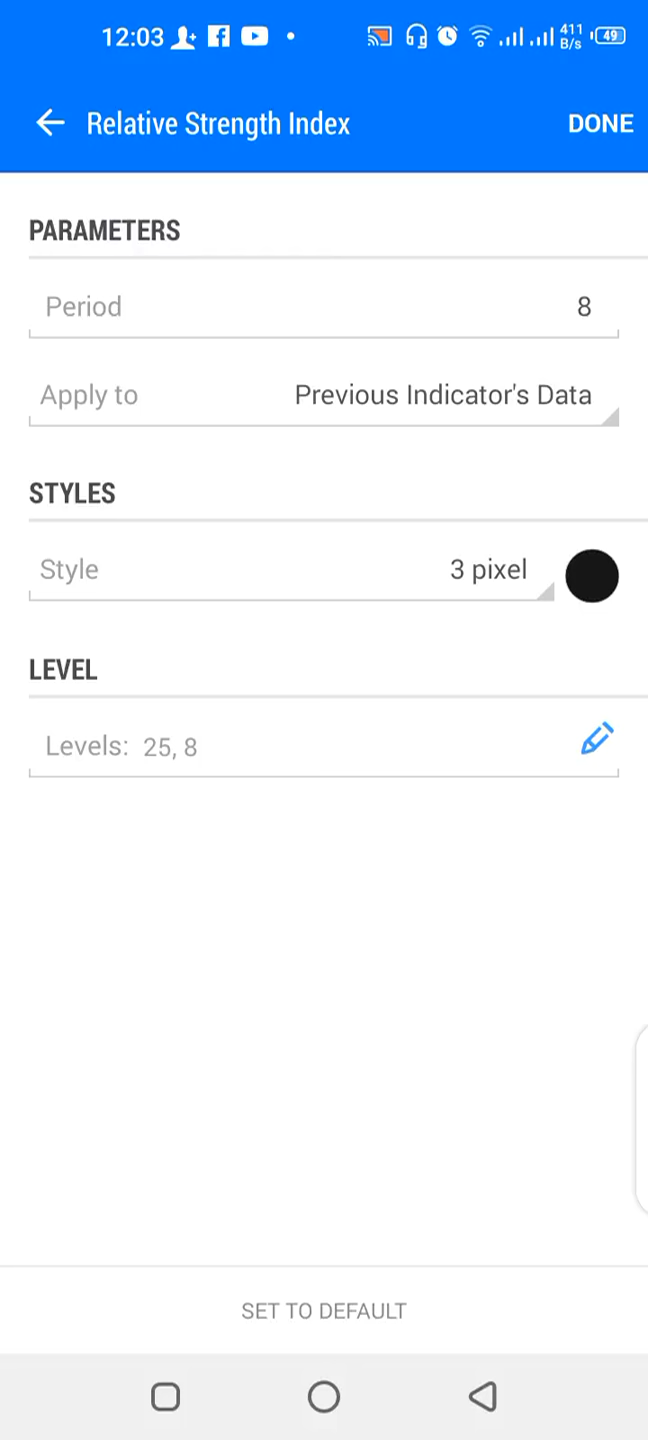 12:03 411 B/s 49
Relative Strength Index DONE
PARAMETERS
Period 8
Apply to Previous Indicator's Data
STYLES
Style 3 pixel
LEVEL
Levels: 25, 8
SET TO DEFAULT